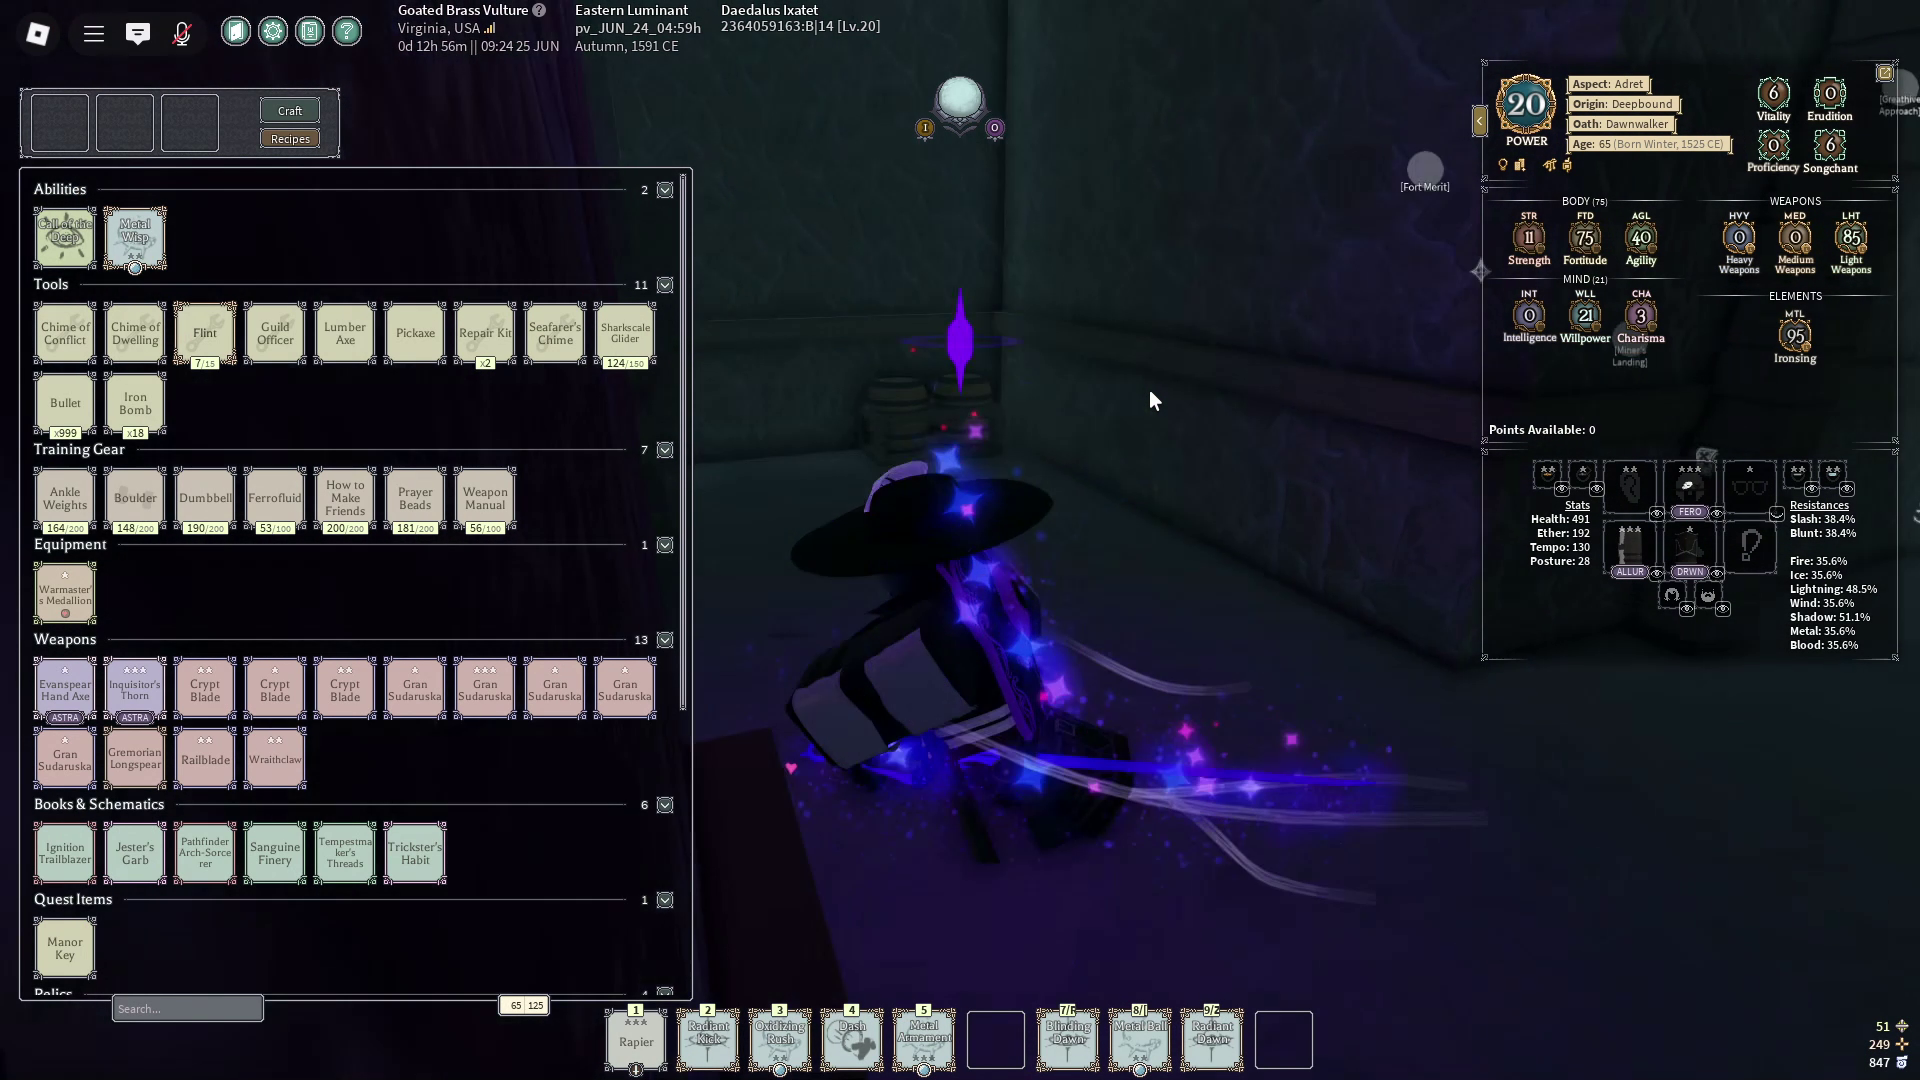 Goated Brass Vulture
Virginia, USA
0d 12h 56m || 09:24 25 JUN
Eastern Luminant
pv_JUN_24_04:59h
Autumn, 1591 CE
Daedalus Ixatet
2364059163:B|14 [Lv.20]
Craft
Recipes
Abilities 2
Call of the Deep
Metal Wisp
Tools 11
Chime of Conflict
Chime of Dwelling
Flint
7/15
Guild Officer
Lumber Axe
Pickaxe
Repair Kit
x2
Seafarer's Chime
Sharkscale Glider
124/150
Bullet
x999
Iron Bomb
x18
Training Gear 7
Ankle Weights
164/200
Boulder
148/200
Dumbbell
190/200
Ferrofluid
53/100
How to Make Friends
200/200
Prayer Beads
181/200
Weapon Manual
56/100
Equipment 1
Warmaster's Medallion
Weapons 13
Evanspear Hand Axe
ASTRA
Inquisitor's Thorn
ASTRA
Crypt Blade
Crypt Blade
Crypt Blade
Gran Sudaruska
Gran Sudaruska
Gran Sudaruska
Gran Sudaruska
Gran Sudaruska
Gremorian Longspear
Railblade
Wraithclaw
Books & Schematics 6
Ignition Trailblazer
Jester's Garb
Pathfinder Arch-Sorcerer
Sanguine Finery
Tempestmaker's Threads
Trickster's Habit
Quest Items 1
Manor Key
Relics
Search...
65 125
I
O
[Fort Merit]
[Greathive Approach]
20
POWER
Aspect: Adret
Origin: Deepbound
Oath: Dawnwalker
Age: 65 (Born Winter, 1525 CE)
6
Vitality
0
Erudition
0
Proficiency
6
Songchant
BODY (75)
STR
11
Strength
FTD
75
Fortitude
AGL
40
Agility
WEAPONS
HVY
0
Heavy Weapons
MED
0
Medium Weapons
LHT
85
Light Weapons
MIND (21)
INT
0
Intelligence
WLL
21
Willpower
CHA
3
Charisma
[Miner's Landing]
ELEMENTS
MTL
95
Ironsing
Points Available: 0
FERO
ALLUR
DRWN
Stats
Health: 491
Ether: 192
Tempo: 130
Posture: 28
Resistances
Slash: 38.4%
Blunt: 38.4%
Fire: 35.6%
Ice: 35.6%
Lightning: 48.5%
Wind: 35.6%
Shadow: 51.1%
Metal: 35.6%
Blood: 35.6%
1
Rapier
2
Radiant Kick
3
Oxidizing Rush
4
Dash
5
Metal Armament
Blinding Dawn
Metal Ball
9/Z
Radiant Dawn
51
249
847